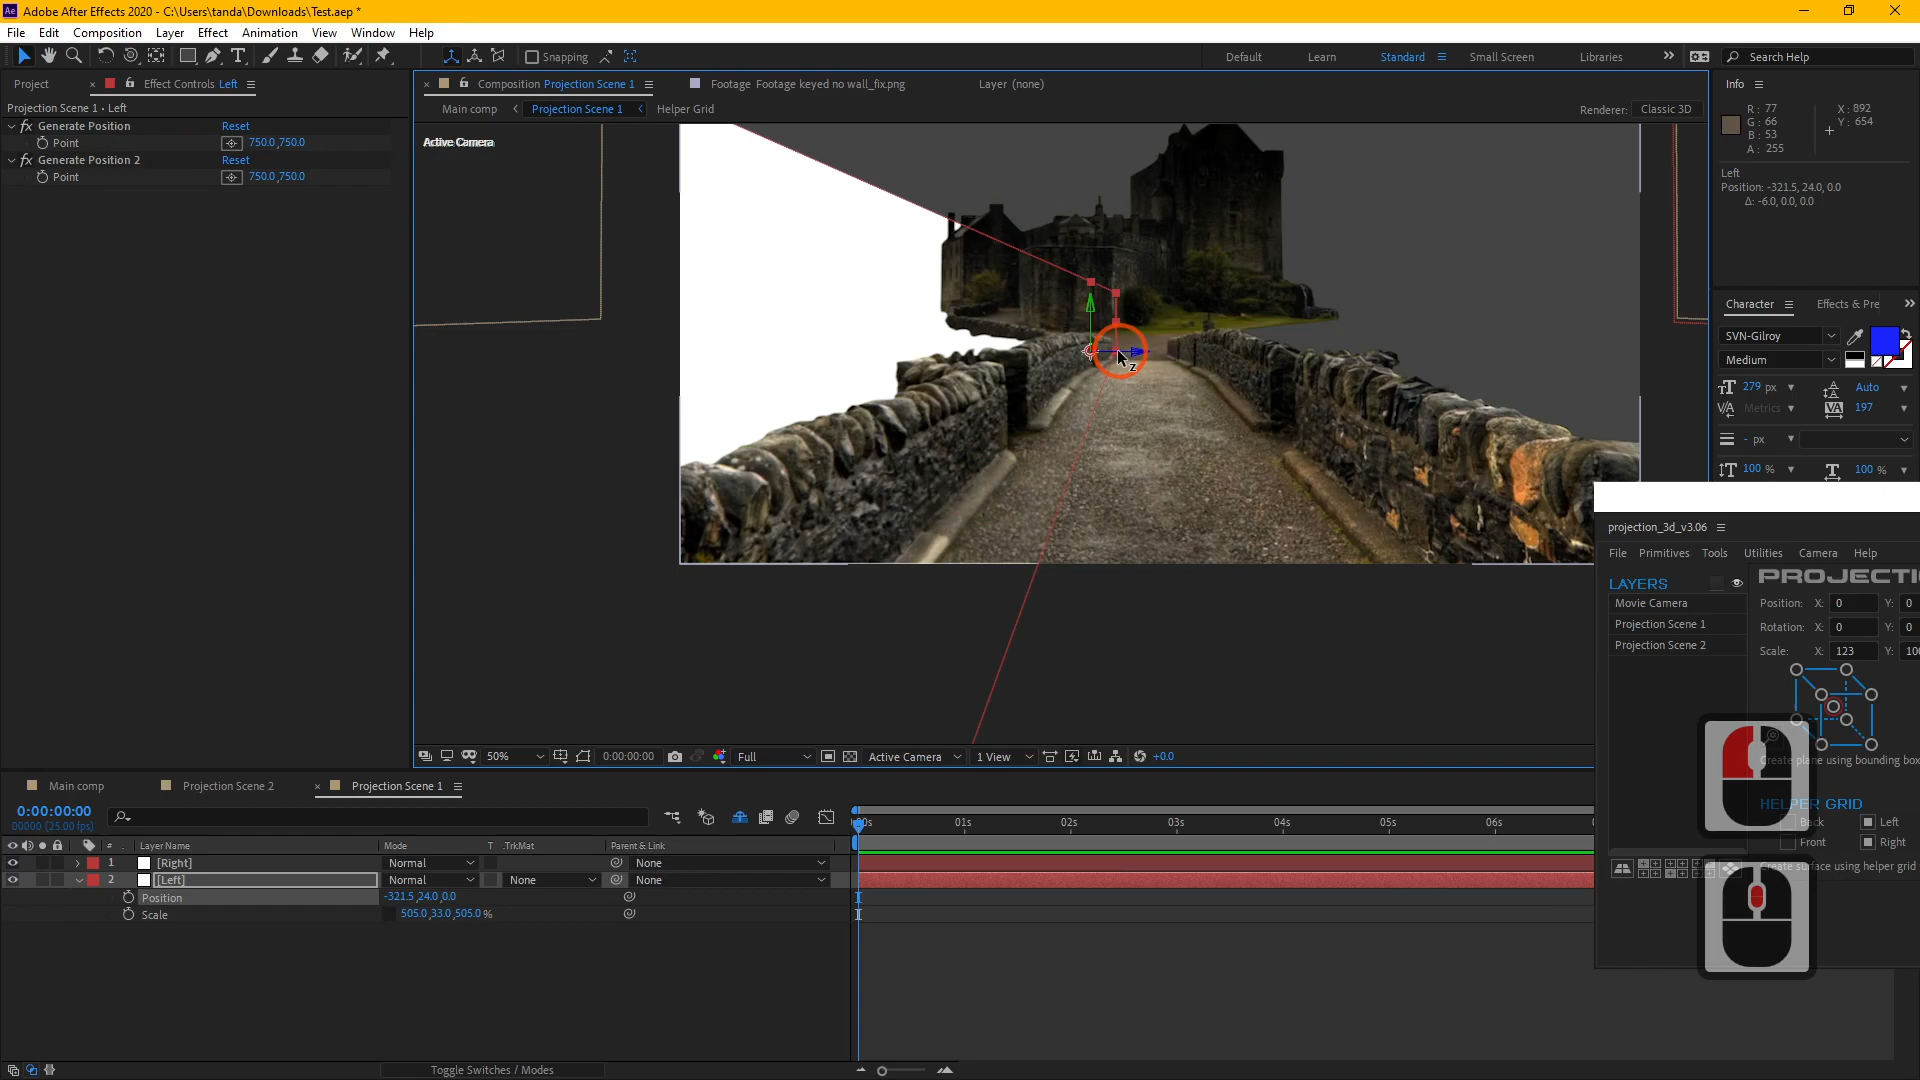 Adobe After Effects 2020 - C:\Users\tanda\Downloads\Test.aep *
File Edit Composition Layer Effect Animation View Window Help
Snapping
Default Learn Standard Small Screen Libraries
Search Help
Project Effect Controls Left
Projection Scene 1 • Left
fx Generate Position Reset
Point 750.0,750.0
fx Generate Position 2 Reset
Point 750.0,750.0
Composition Projection Scene 1 Footage Footage keyed no wall_fix.png Layer (none)
Main comp Projection Scene 1 Helper Grid
Renderer: Classic 3D
Active Camera
z
50% 0:00:00:00 Full Active Camera 1 View +0.0
Info
R: 77 X: 892
G: 66 Y: 654
B: 53
A: 255
Left
Position: -321.5, 24.0, 0.0
Δ: -6.0, 0.0, 0.0
Character Effects & Pre
SVN-Gilroy
Medium
279 px Auto
Metrics 197
- px
100 % 100 %
projection_3d_v3.06
File Primitives Tools Utilities Camera Help
LAYERS
Movie Camera
Projection Scene 1
Projection Scene 2
PROJECTI
Position: X: 0 Y: 0
Rotation: X: 0 Y: 0
Scale: X: 123 Y: 100
Create plane using bounding box
HELPER GRID
Back Left
Front Right
Create surface using helper grid
Main comp Projection Scene 2 Projection Scene 1
0:00:00:00
00000 (25.00 fps)
# Layer Name Mode T .TrkMat Parent & Link
1 [Right] Normal None
2 [Left] Normal None None
Position -321.5,24.0,0.0
Scale 505.0,33.0,505.0 %
00s 01s 02s 03s 04s 05s 06s
Toggle Switches / Modes